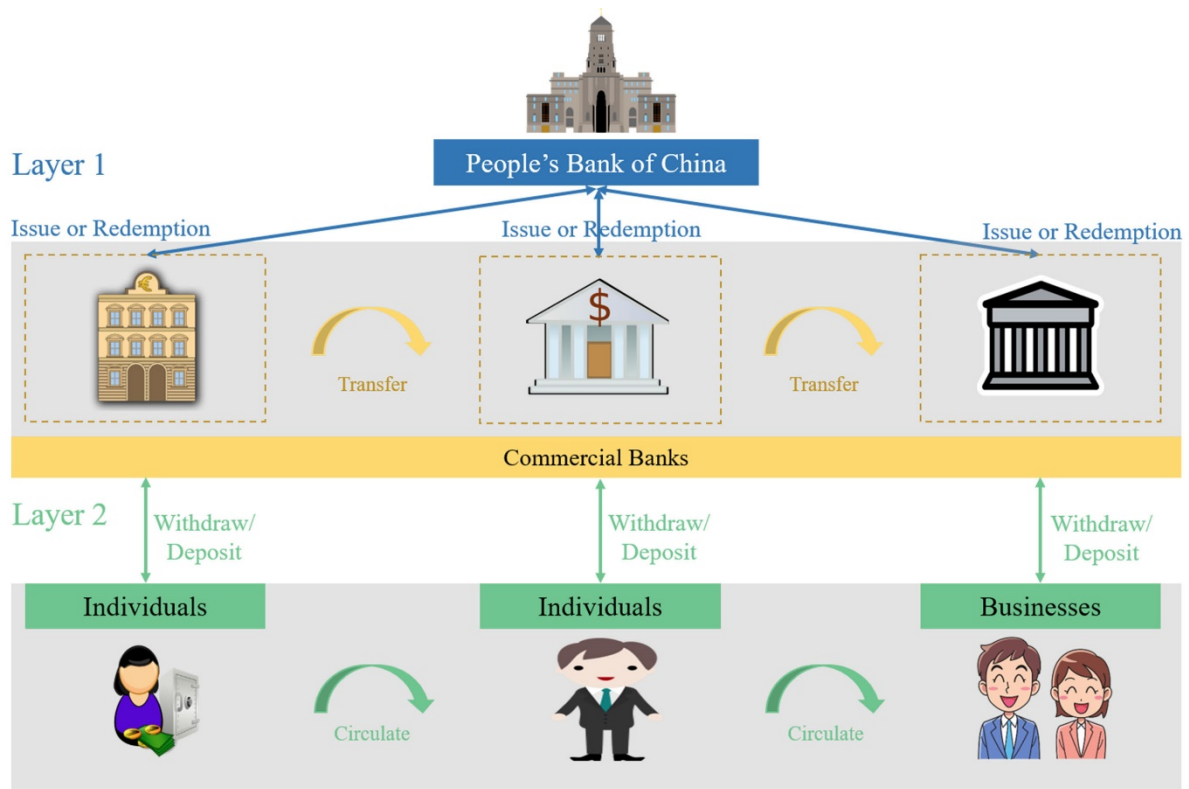 People's Bank of China
Layer 1
Issue or Redemption
Issue or Redemption
Issue or Redemption
€
$
Transfer
Transfer
Commercial Banks
Layer 2
Withdraw/
Deposit
Withdraw/
Deposit
Withdraw/
Deposit
Individuals
Individuals
Businesses
Circulate
Circulate